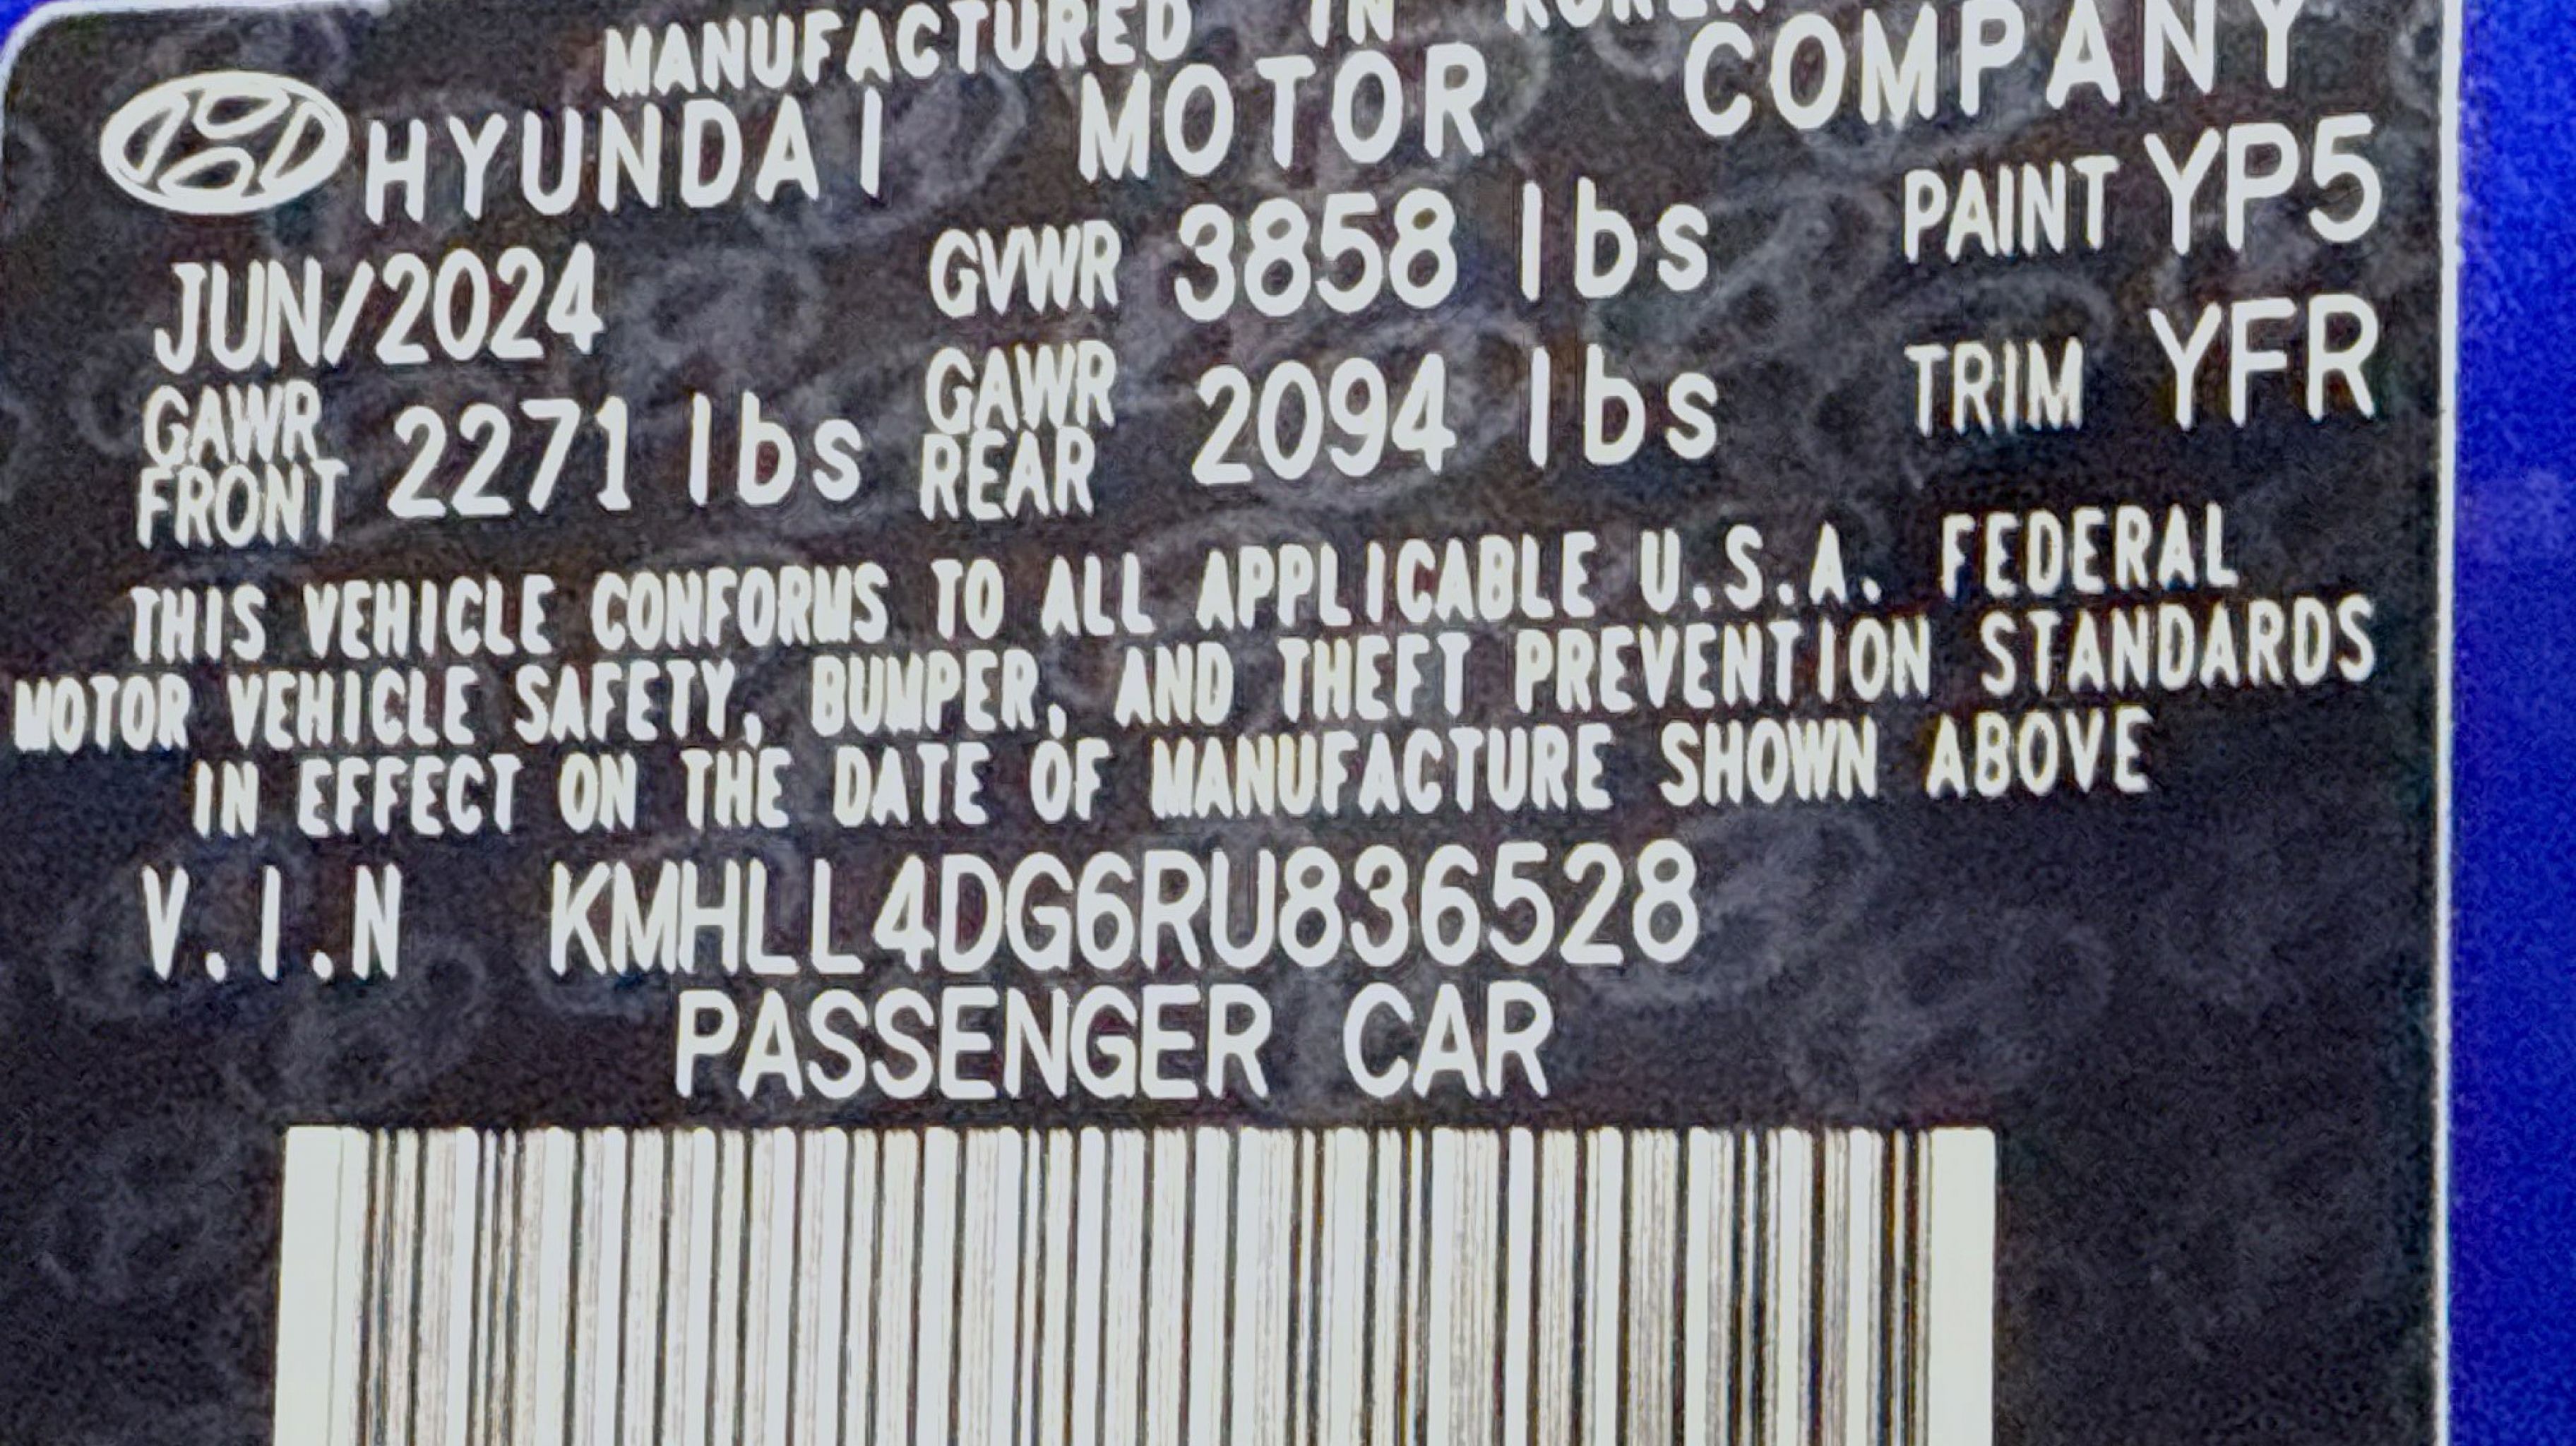 MANUFACTURED IN KOREA
HYUNDAI MOTOR COMPANY
JUN/2024 GVWR 3858 lbs PAINT YP5
GAWR FRONT 2271 lbs GAWR REAR 2094 lbs TRIM YFR
THIS VEHICLE CONFORMS TO ALL APPLICABLE U.S.A. FEDERAL
MOTOR VEHICLE SAFETY, BUMPER, AND THEFT PREVENTION STANDARDS
IN EFFECT ON THE DATE OF MANUFACTURE SHOWN ABOVE
V.I.N KMHLL4DG6RU836528
PASSENGER CAR